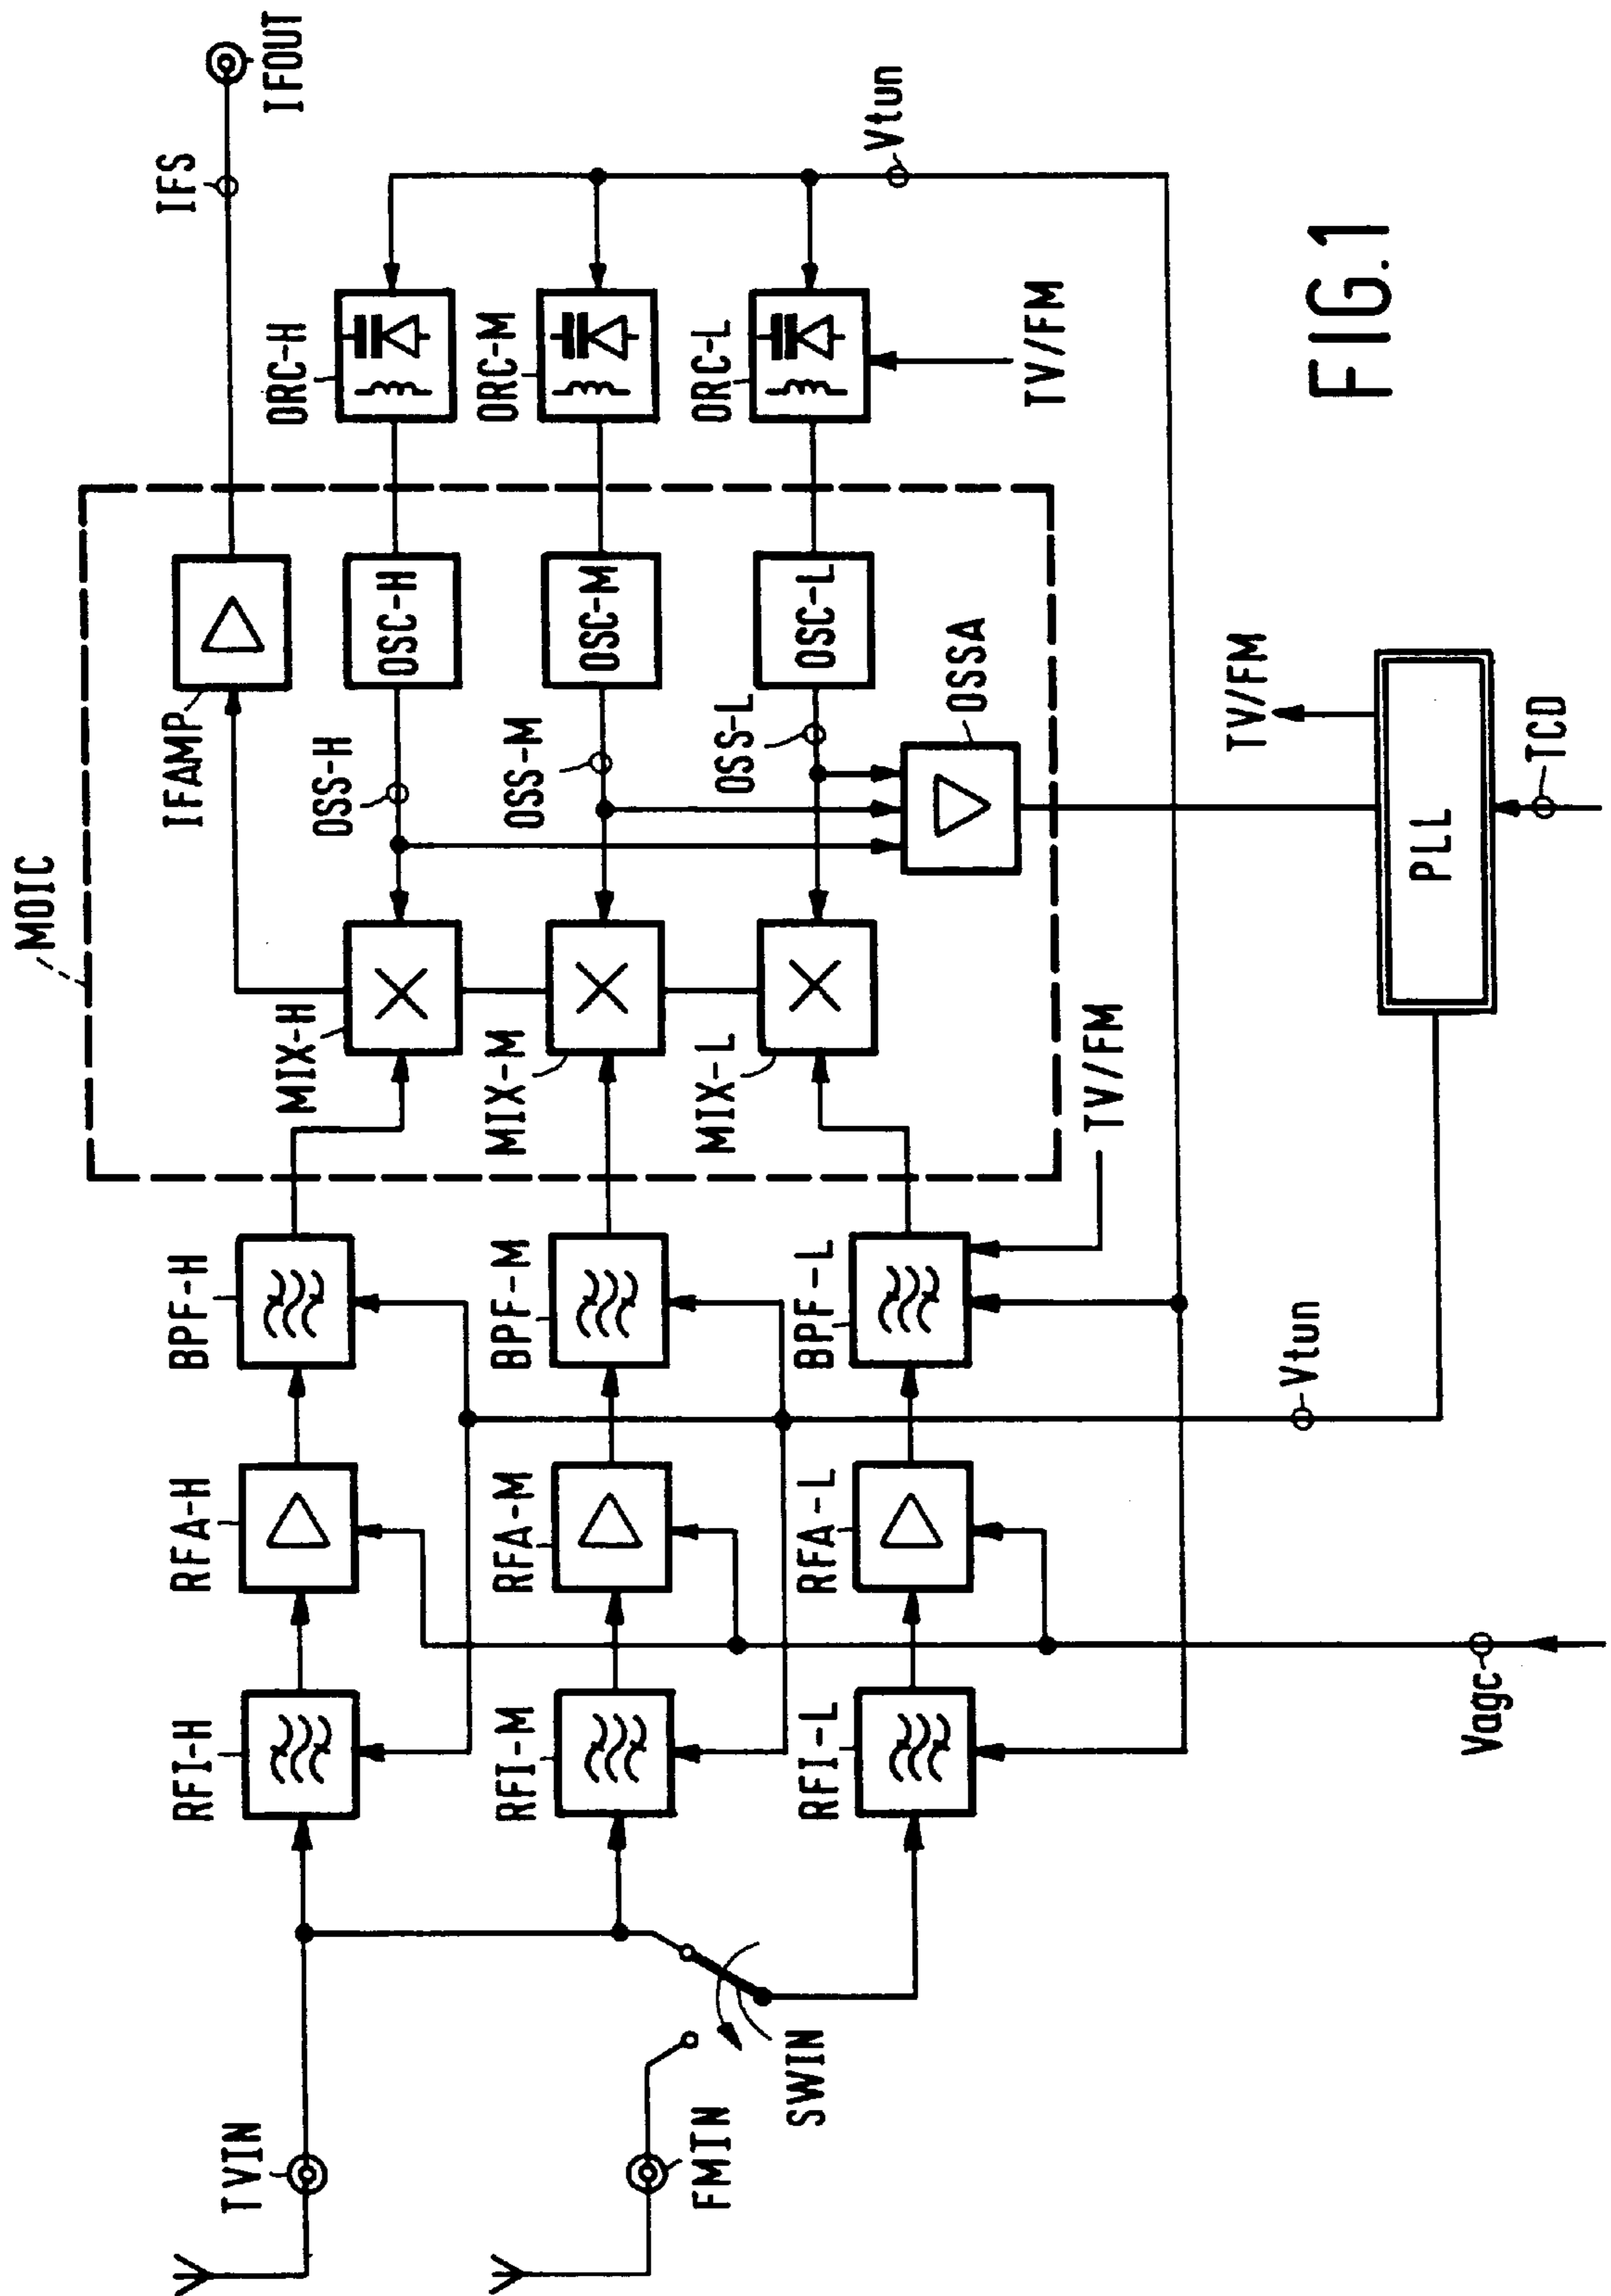 TVIN
FMIN
SWIN
RFI-H
RFA-H
BPF-H
RFI-M
RFA-M
BPF-M
RFI-L
RFA-L
BPF-L
Vagc
Vtun
TV/FM
MOIC
MIX-H
MIX-M
MIX-L
IFAMP
OSS-H
OSS-M
OSS-L
OSSA
OSC-H
OSC-M
OSC-L
PLL
TCD
TV/FM
ORC-H
ORC-M
ORC-L
TV/FM
IFS
IFOUT
Vtun
FIG.1